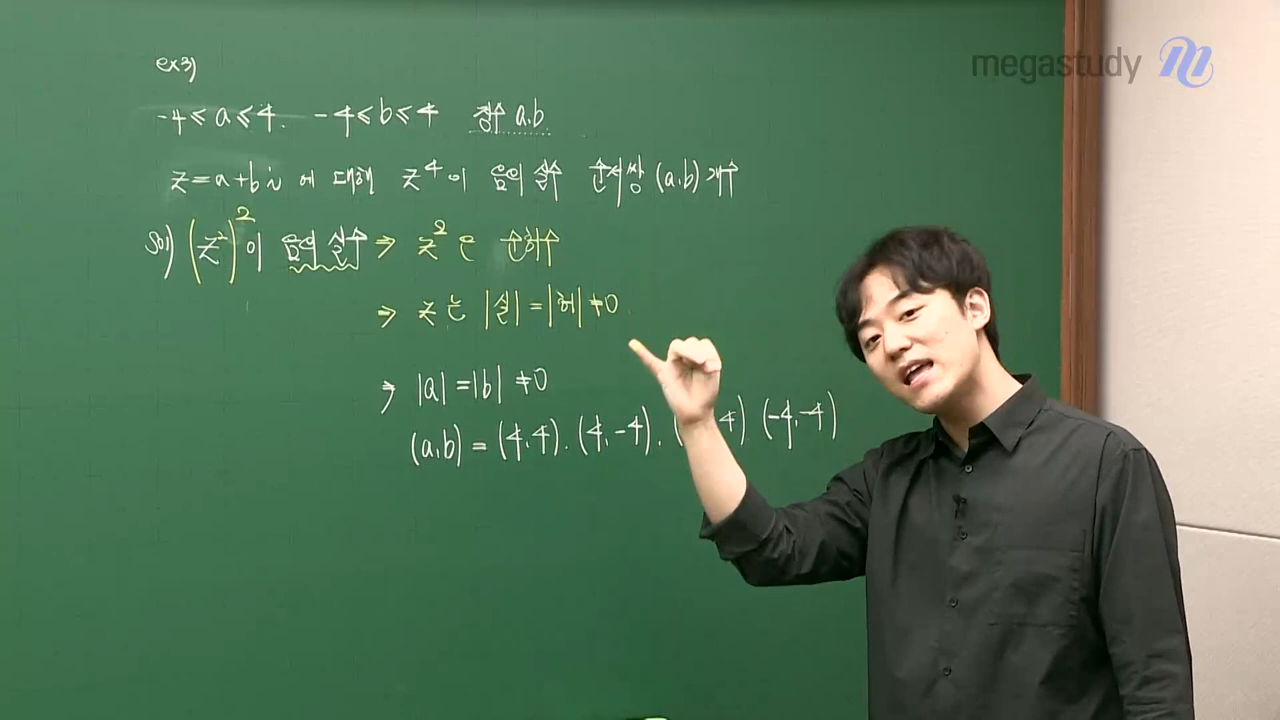 megastudy
ex3)
-4≤a≤4. -4≤b≤4 정수 a.b
z=a+bi 에 대해 z⁴이 음의 실수 순서쌍 (a.b) 개수
sol) (z²)²이 음의 실수 ⇒ z²은 순허수
⇒ z는 |실|=|허|≠0
⇒ |a|=|b|≠0
(a.b) = (4.4). (4.-4). ( 4) (-4.-4)